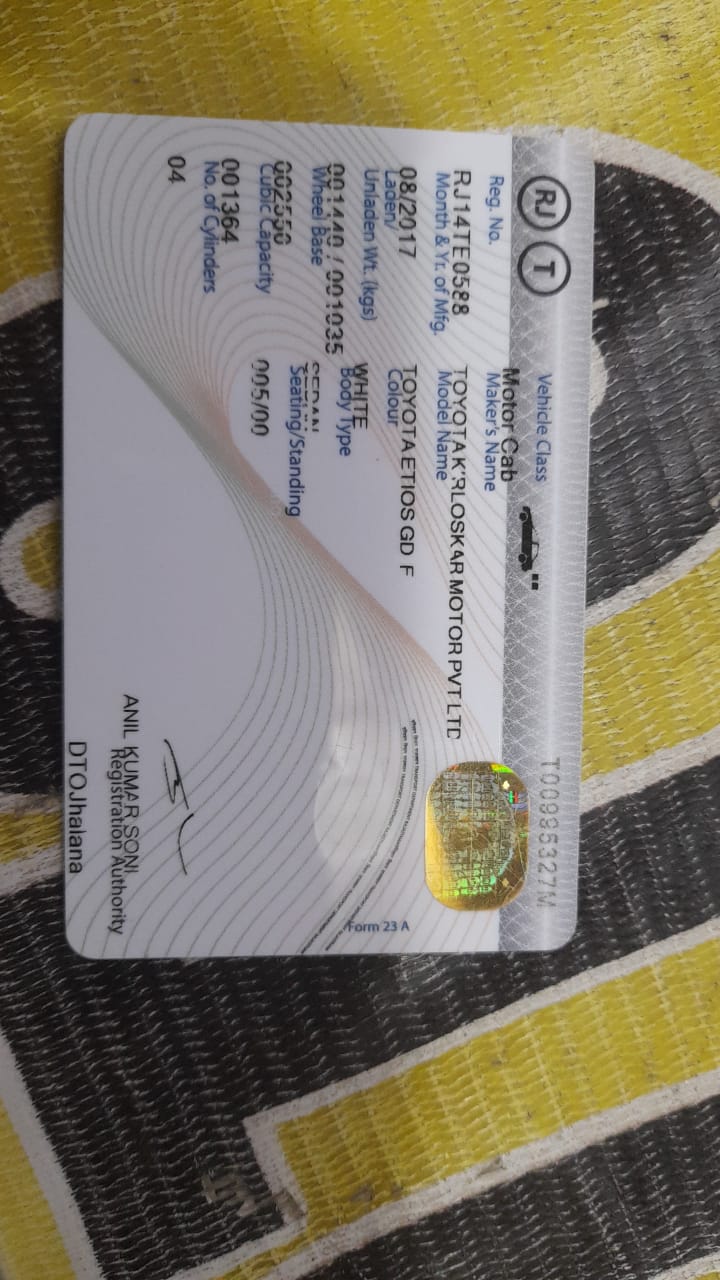 RJ T
T00986327M
Vehicle Class
Motor Cab
Reg. No.
RJ14TE0588
Maker's Name
TOYOTA KIRLOSKAR MOTOR PVT LTD
Month & Yr. of Mfg.
08/2017
Model Name
TOYOTA ETIOS GD F
Laden/
Unladen Wt. (kgs)
001440 / 001035
Colour
WHITE
Wheel Base
002550
Body Type
SEDAN
Cubic Capacity
001364
Seating/Standing
005/00
No. of Cylinders
04
Form 23 A
ANIL KUMAR SONI
Registration Authority
DTO Jhalana